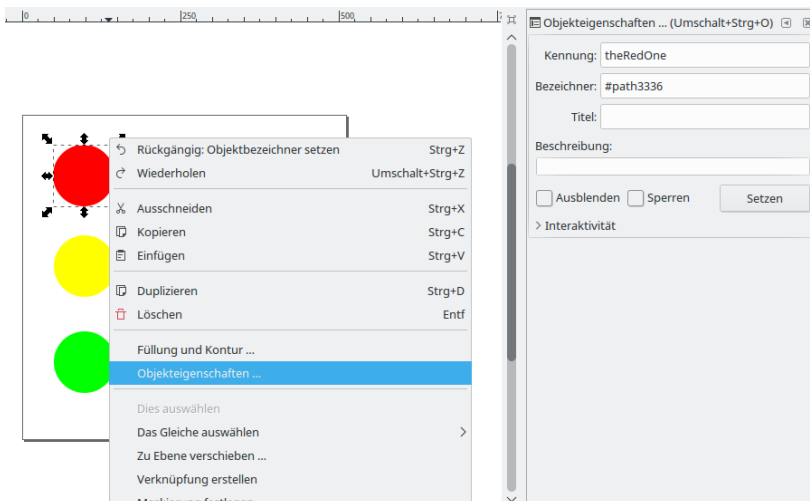 0 250 500
Objekteigenschaften ... (Umschalt+Strg+O)
Kennung: theRedOne
Bezeichner: #path3336
Titel:
Beschreibung:
Ausblenden Sperren Setzen
> Interaktivität
Rückgängig: Objektbezeichner setzen Strg+Z
Wiederholen Umschalt+Strg+Z
Ausschneiden Strg+X
Kopieren Strg+C
Einfügen Strg+V
Duplizieren Strg+D
Löschen Entf
Füllung und Kontur ...
Objekteigenschaften ...
Dies auswählen
Das Gleiche auswählen >
Zu Ebene verschieben ...
Verknüpfung erstellen